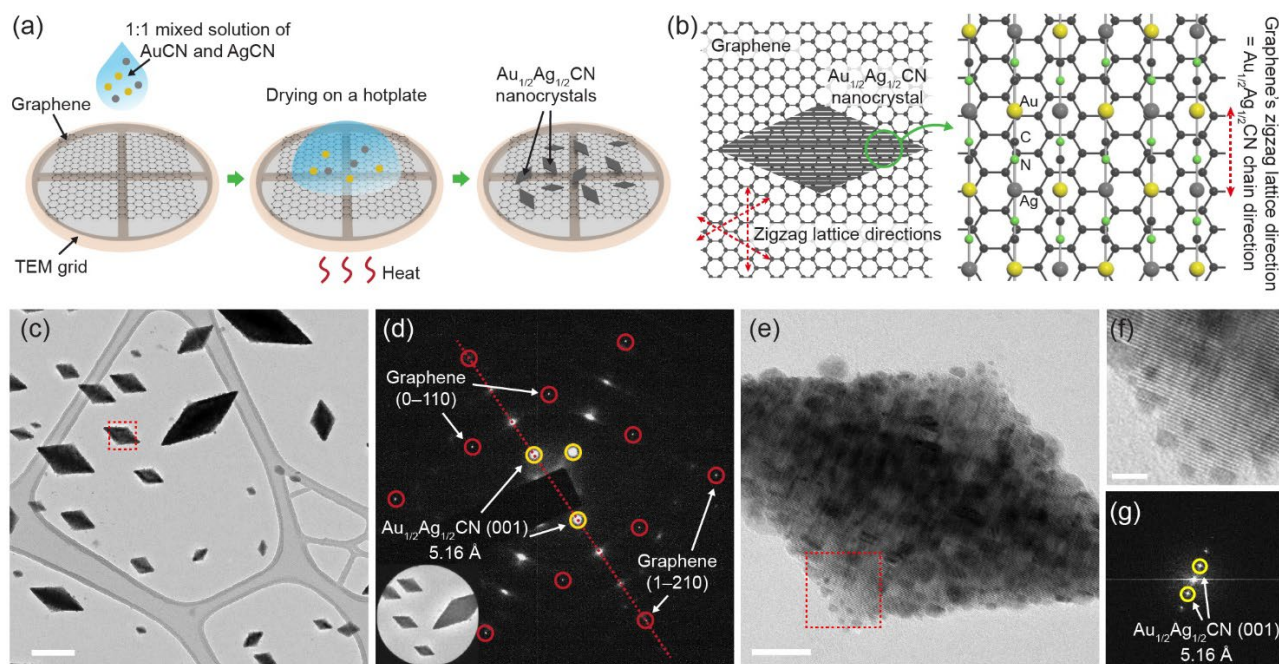 (a)
1:1 mixed solution of
AuCN and AgCN
Graphene
TEM grid
Drying on a hotplate
Heat
Au1/2Ag1/2CN
nanocrystals
(b)
Graphene
Au1/2Ag1/2CN
nanocrystal
Zigzag lattice directions
Au
C
N
Ag
Graphene's zigzag lattice direction
= Au1/2Ag1/2CN chain direction
(c)
(d)
Graphene
(0–110)
Au1/2Ag1/2CN (001)
5.16 Å
Graphene
(1–210)
(e)
(f)
(g)
Au1/2Ag1/2CN (001)
5.16 Å